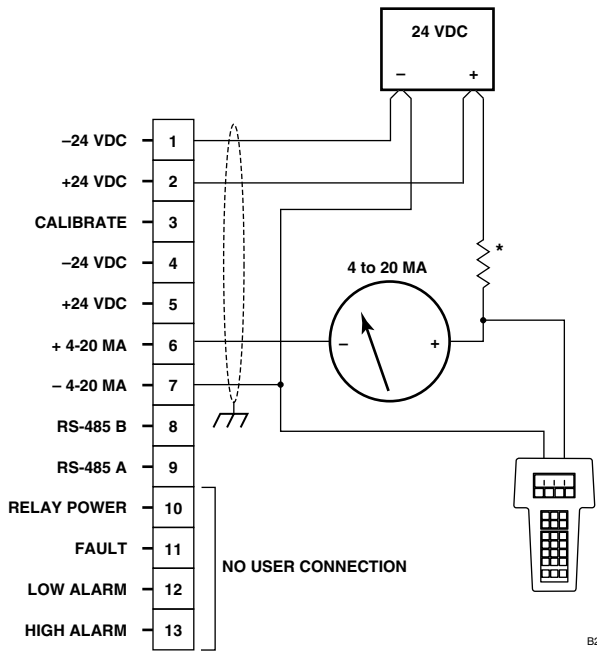 24 VDC
– +
–24 VDC 1
+24 VDC 2
CALIBRATE 3
–24 VDC 4
+24 VDC 5
+ 4-20 MA 6
– 4-20 MA 7
RS-485 B 8
RS-485 A 9
RELAY POWER 10
FAULT 11
LOW ALARM 12
HIGH ALARM 13
4 to 20 MA
*
– +
NO USER CONNECTION